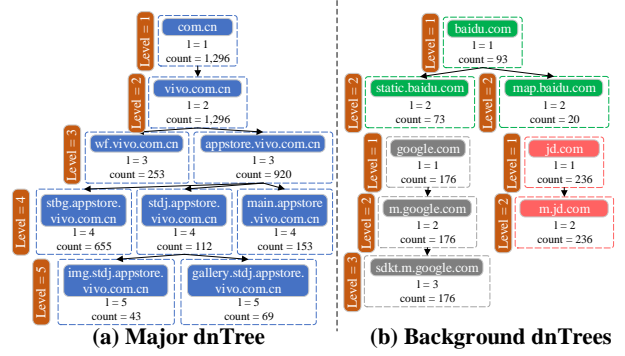 Level = 1
com.cn
l = 1
count = 1,296
Level = 2
vivo.com.cn
l = 2
count = 1,296
Level = 3
wf.vivo.com.cn
l = 3
count = 253
appstore.vivo.com.cn
l = 3
count = 920
Level = 4
stbg.appstore.
vivo.com.cn
l = 4
count = 655
stdj.appstore.
vivo.com.cn
l = 4
count = 112
main.appstore
.vivo.com.cn
l = 4
count = 153
Level = 5
img.stdj.appstore.
vivo.com.cn
l = 5
count = 43
gallery.stdj.appstore.
vivo.com.cn
l = 5
count = 69
(a) Major dnTree
Level = 1
baidu.com
l = 1
count = 93
Level = 2
static.baidu.com
l = 2
count = 73
Level = 2
map.baidu.com
l = 2
count = 20
Level = 1
google.com
l = 1
count = 176
Level = 2
m.google.com
l = 2
count = 176
Level = 3
sdkt.m.google.com
l = 3
count = 176
Level = 1
jd.com
l = 1
count = 236
Level = 2
m.jd.com
l = 2
count = 236
(b) Background dnTrees